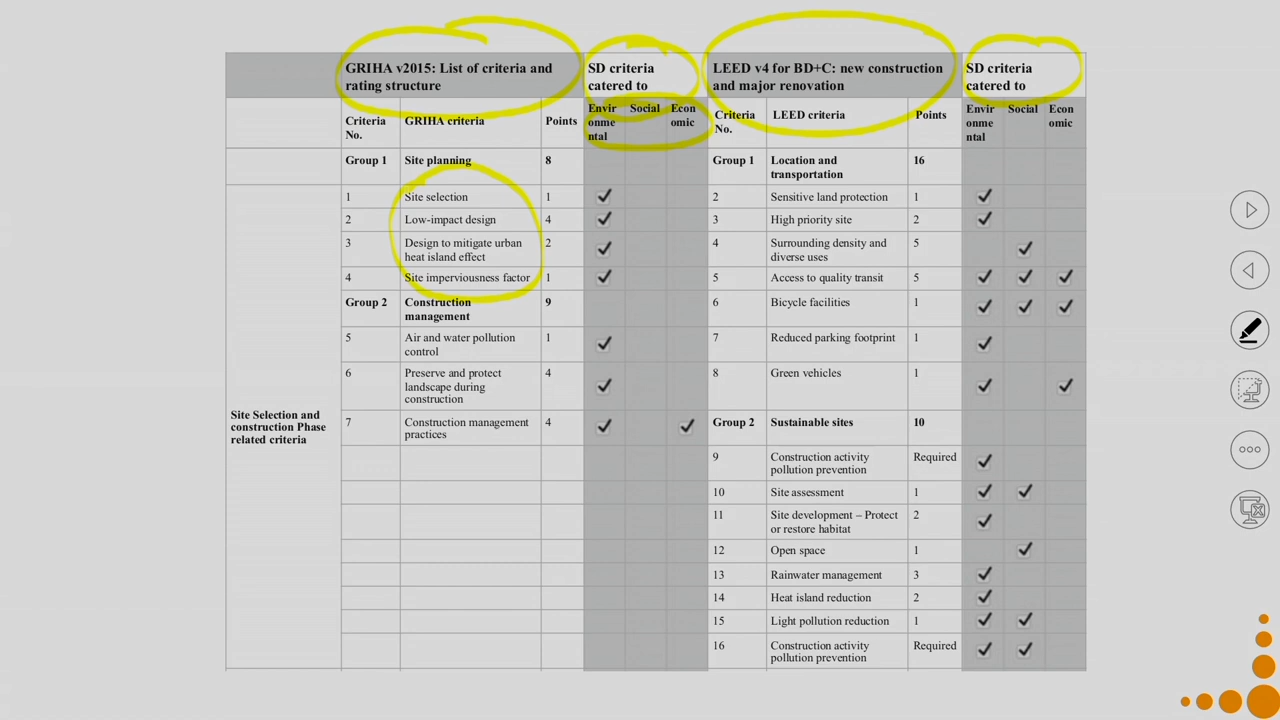 GRIHA v2015: List of criteria and
rating structure
SD criteria
catered to
LEED v4 for BD+C: new construction
and major renovation
SD criteria
catered to
Criteria
No.
GRIHA criteria
Points
Envir
onme
ntal
Social
Econ
omic
Criteria
No.
LEED criteria
Points
Envir
onme
ntal
Social
Econ
omic
Group 1
Site planning
8
Group 1
Location and
transportation
16
Site Selection and
construction Phase
related criteria
1
Site selection
1
2
Sensitive land protection
1
2
Low-impact design
4
3
High priority site
2
3
Design to mitigate urban
heat island effect
2
4
Surrounding density and
diverse uses
5
4
Site imperviousness factor
1
5
Access to quality transit
5
Group 2
Construction
management
9
6
Bicycle facilities
1
5
Air and water pollution
control
1
7
Reduced parking footprint
1
6
Preserve and protect
landscape during
construction
4
8
Green vehicles
1
7
Construction management
practices
4
Group 2
Sustainable sites
10
9
Construction activity
pollution prevention
Required
10
Site assessment
1
11
Site development – Protect
or restore habitat
2
12
Open space
1
13
Rainwater management
3
14
Heat island reduction
2
15
Light pollution reduction
1
16
Construction activity
pollution prevention
Required